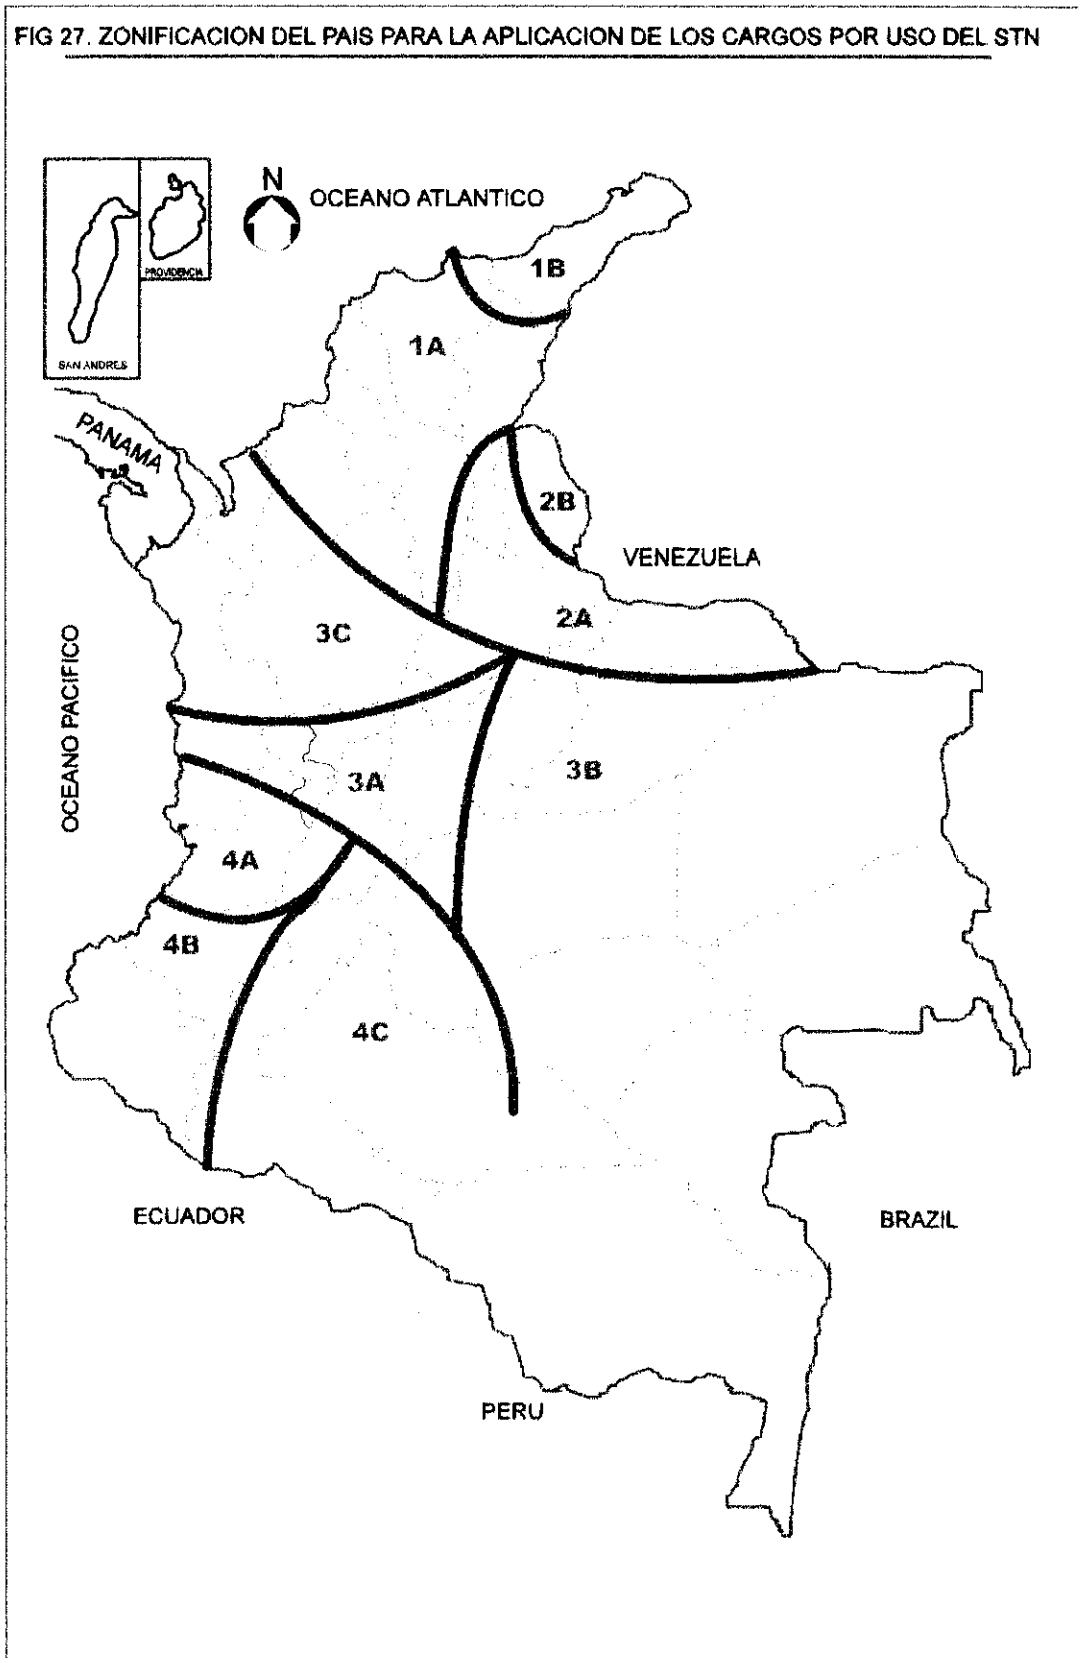 FIG 27. ZONIFICACION DEL PAIS PARA LA APLICACION DE LOS CARGOS POR USO DEL STN
N
OCEANO ATLANTICO
PROVIDENCIA
SAN ANDRES
1B
1A
PANAMA
2B
VENEZUELA
2A
3C
OCEANO PACIFICO
3A
3B
4A
4B
4C
ECUADOR
BRAZIL
PERU